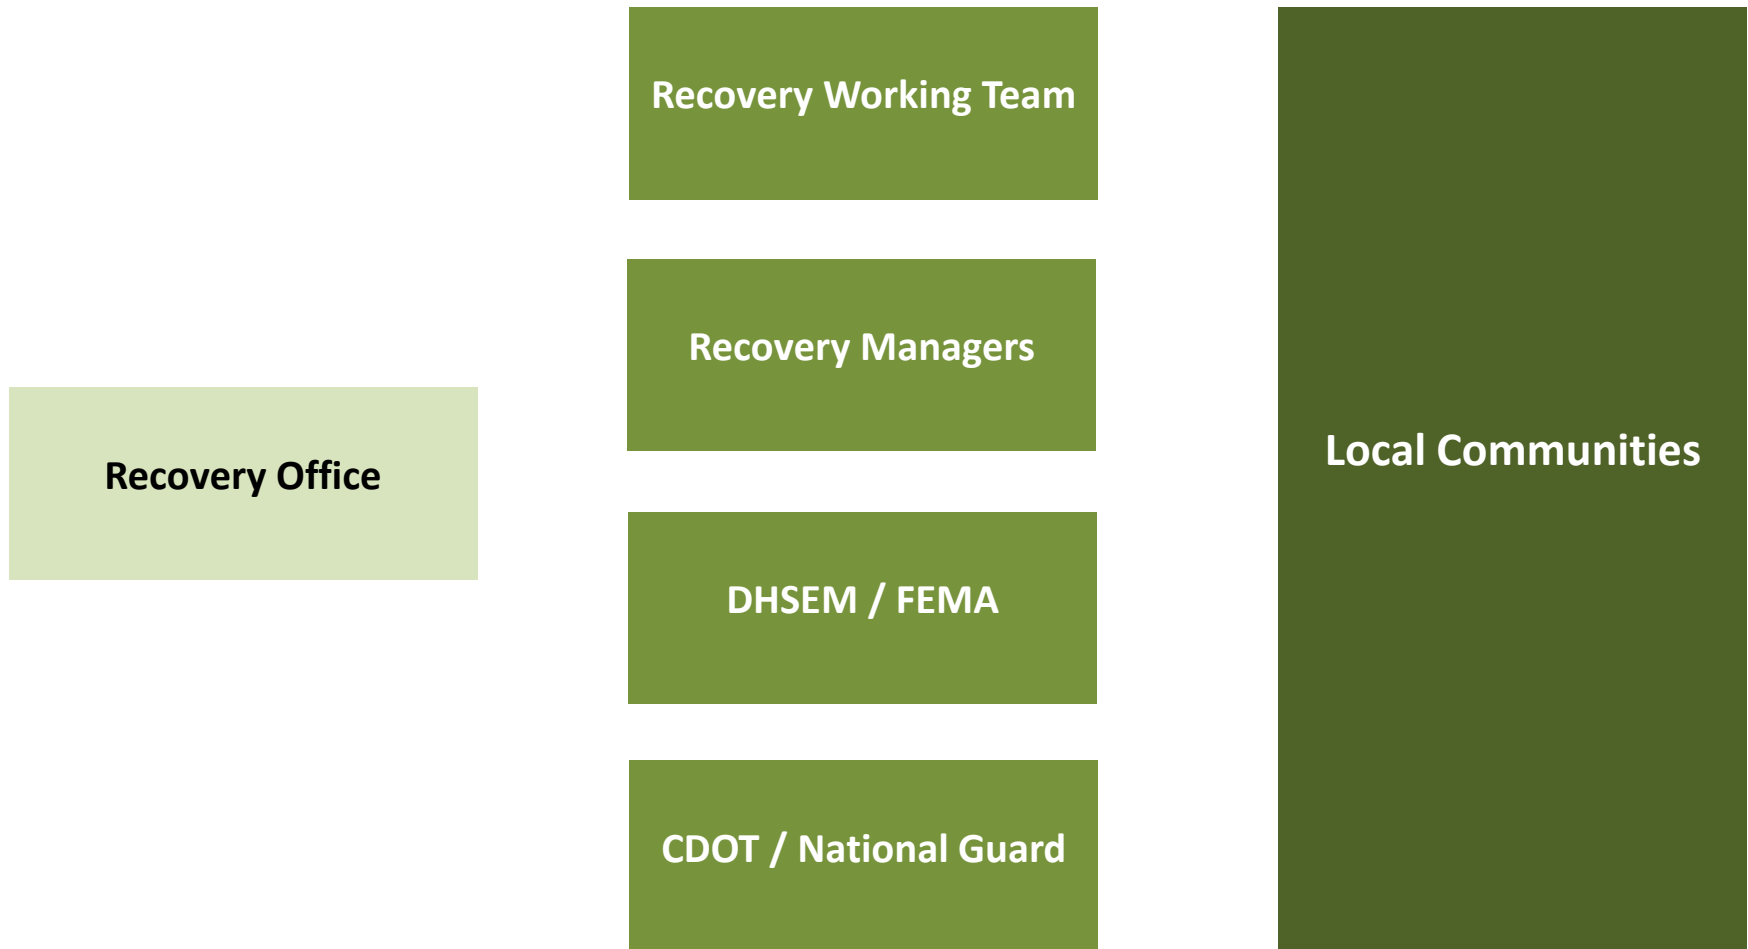 Recovery Working Team
Recovery Managers
Recovery Office
DHSEM / FEMA
CDOT / National Guard
Local Communities